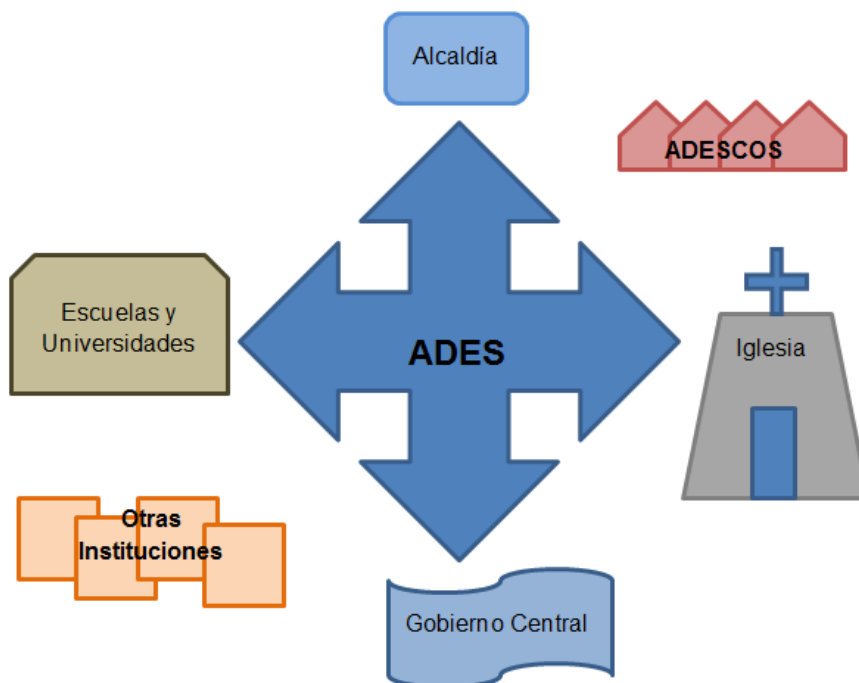 Alcaldía
ADESCOS
Escuelas y
Universidades
ADES
Iglesia
Otras
Instituciones
Gobierno Central